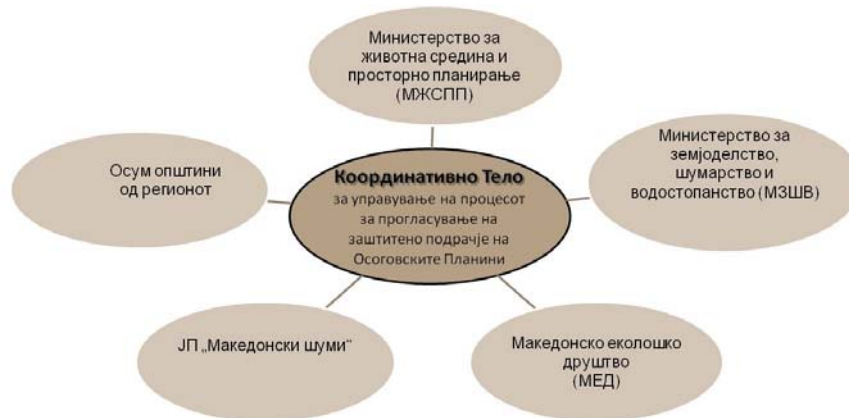 Министерство за
животна средина и
просторно планирање
(МЖСПП)
Осум општини
од регионот
Координативно Тело
за управување на процесот
за прогласување на
заштитено подрачје на
Осоговските Планини
Министерство за
земјоделство,
шумарство и
водостопанство (МЗШВ)
ЈП „Македонски шуми“
Македонско еколошко
друштво
(МЕД)